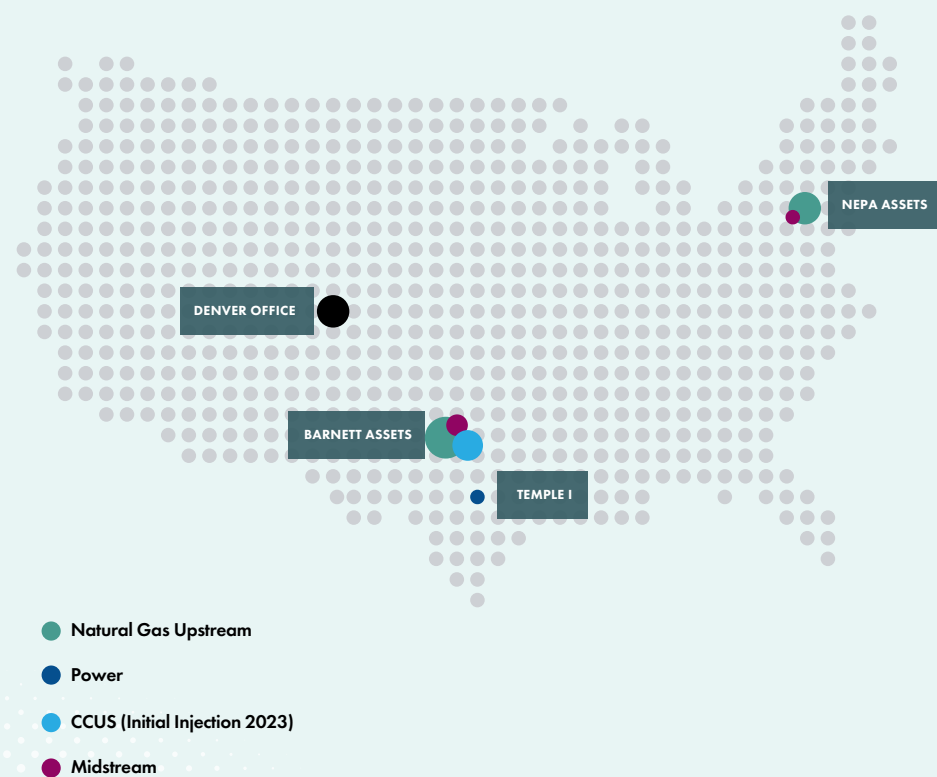 NEPA ASSETS
DENVER OFFICE
BARNETT ASSETS
TEMPLE I
Natural Gas Upstream
Power
CCUS (Initial Injection 2023)
Midstream